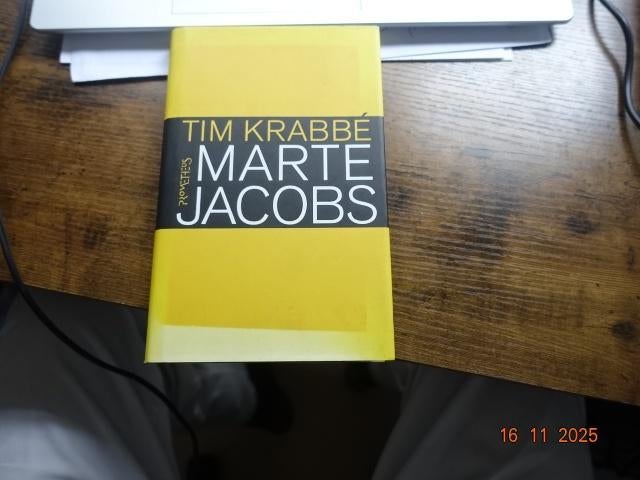 TIM KRABBÉ
PROMETHEUS
MARTE
JACOBS
16 11 2025